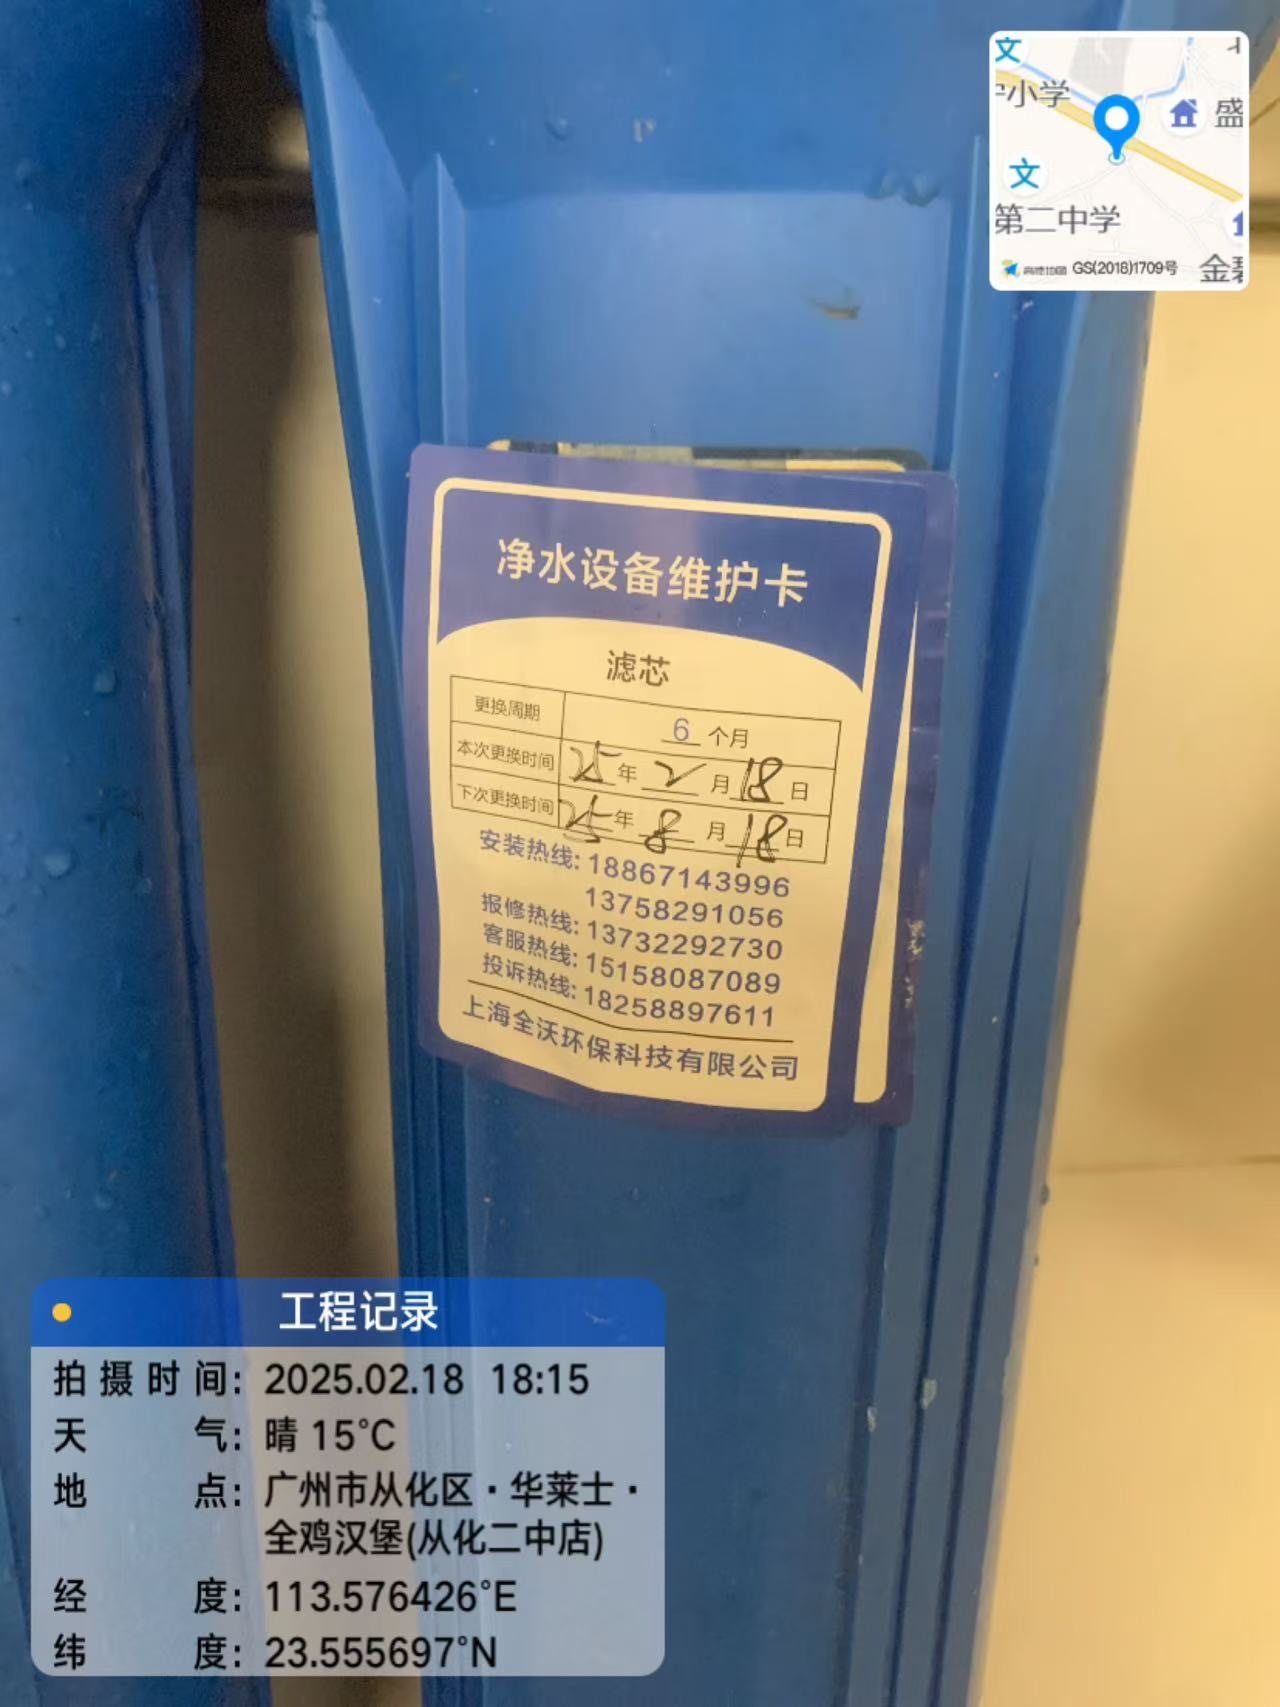 文
小学
盛
文
第二中学
高德地图 GS(2018)1709号
金碧
净水设备维护卡
滤芯
更换周期 6 个月
本次更换时间 25 年 2 月 18 日
下次更换时间 25 年 8 月 18 日
安装热线: 18867143996
13758291056
报修热线: 13732292730
客服热线: 15158087089
投诉热线: 18258897611
上海全沃环保科技有限公司
工程记录
拍摄时间: 2025.02.18 18:15
天气: 晴 15°C
地点: 广州市从化区·华莱士·
全鸡汉堡(从化二中店)
经度: 113.576426°E
纬度: 23.555697°N